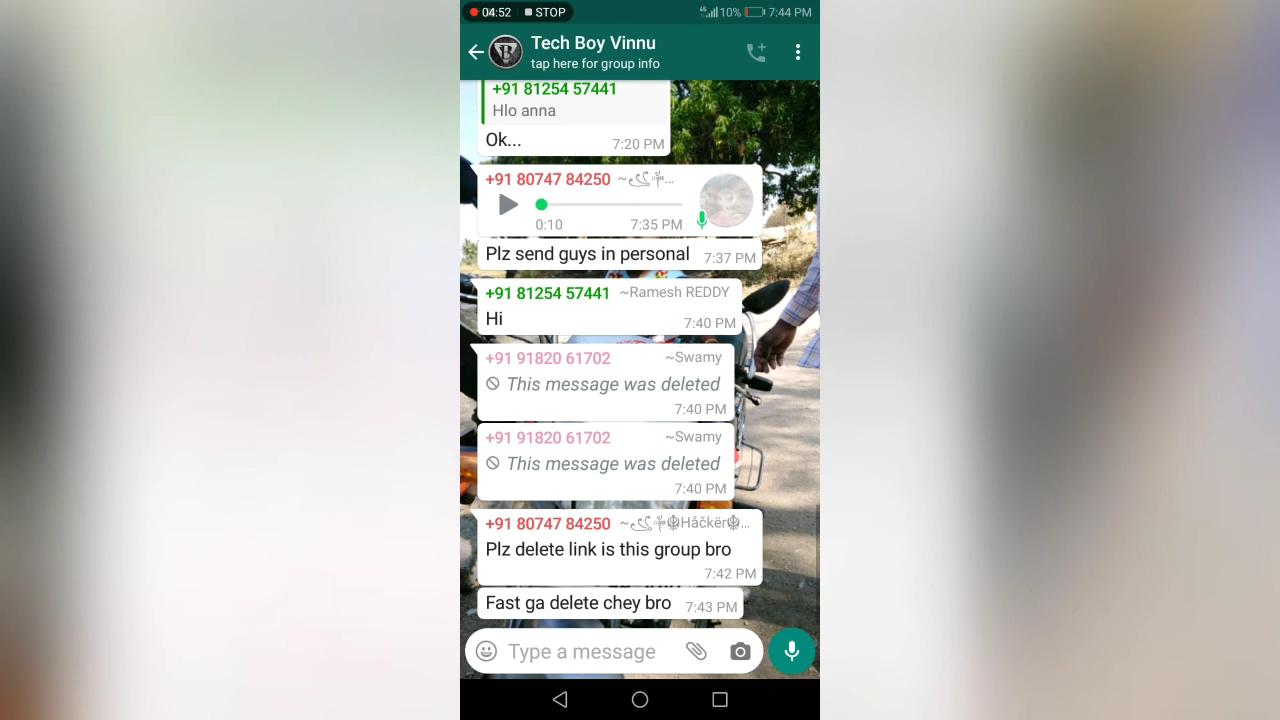 04:52 STOP 4G 10% 7:44 PM
Tech Boy Vinnu
tap here for group info
+91 81254 57441
Hlo anna
Ok... 7:20 PM
+91 80747 84250
0:10 7:35 PM
Plz send guys in personal 7:37 PM
+91 81254 57441 ~Ramesh REDDY
Hi 7:40 PM
+91 91820 61702 ~Swamy
This message was deleted
7:40 PM
+91 91820 61702 ~Swamy
This message was deleted
7:40 PM
+91 80747 84250 Håčkër
Plz delete link is this group bro
7:42 PM
Fast ga delete chey bro 7:43 PM
Type a message